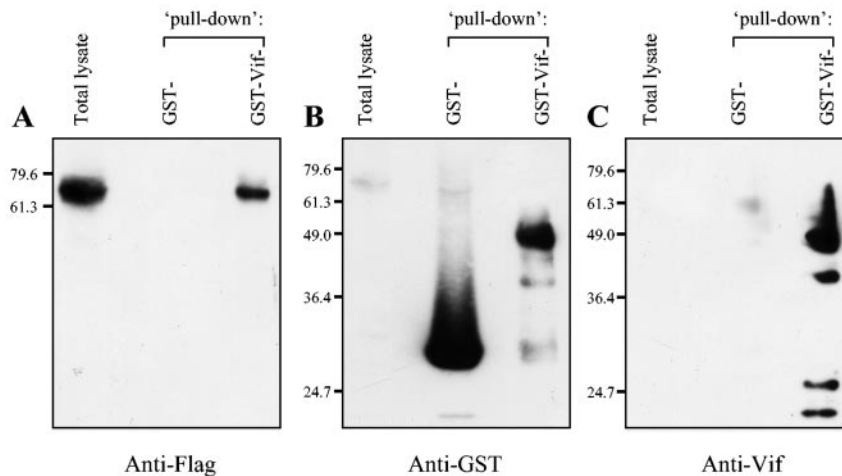 'pull-down':
'pull-down':
'pull-down':
Total lysate
GST-
GST-Vif-
Total lysate
GST-
GST-Vif-
Total lysate
GST-
GST-Vif-
A
79.6
61.3
B
79.6
61.3
49.0
36.4
24.7
C
79.6
61.3
49.0
36.4
24.7
Anti-Flag
Anti-GST
Anti-Vif